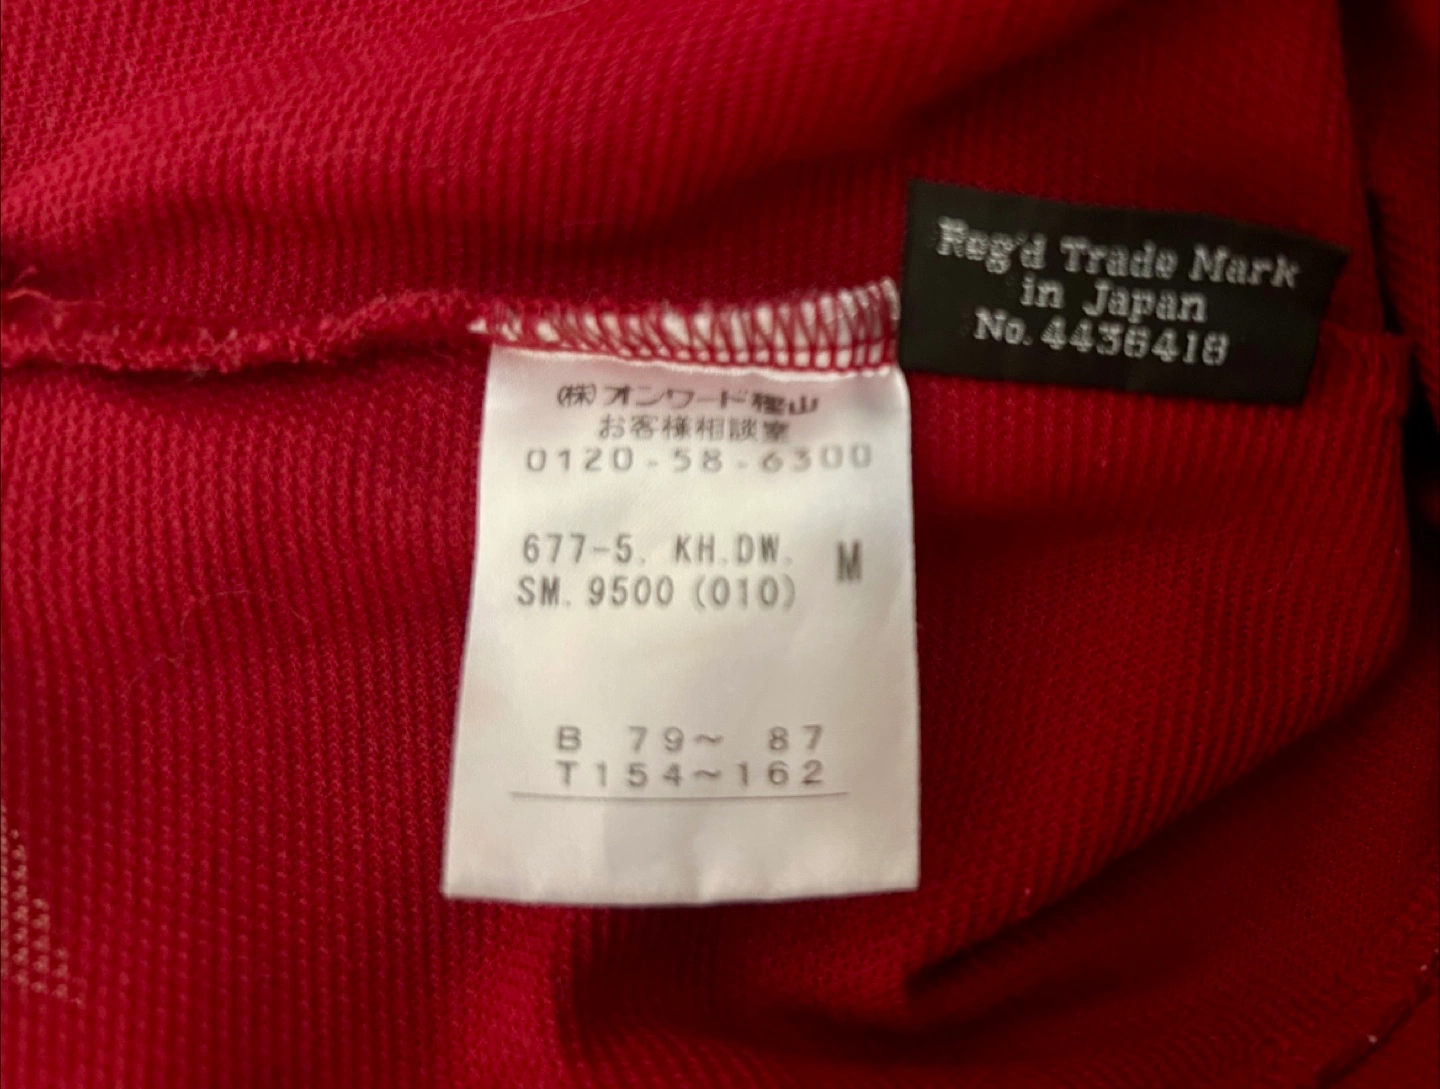 Reg'd Trade Mark
in Japan
No. 4436418
(株)オンワード樫山
お客様相談室
0120-58-6300
677-5. KH.DW. M
SM. 9500 (010)
B 79~ 87
T154~162